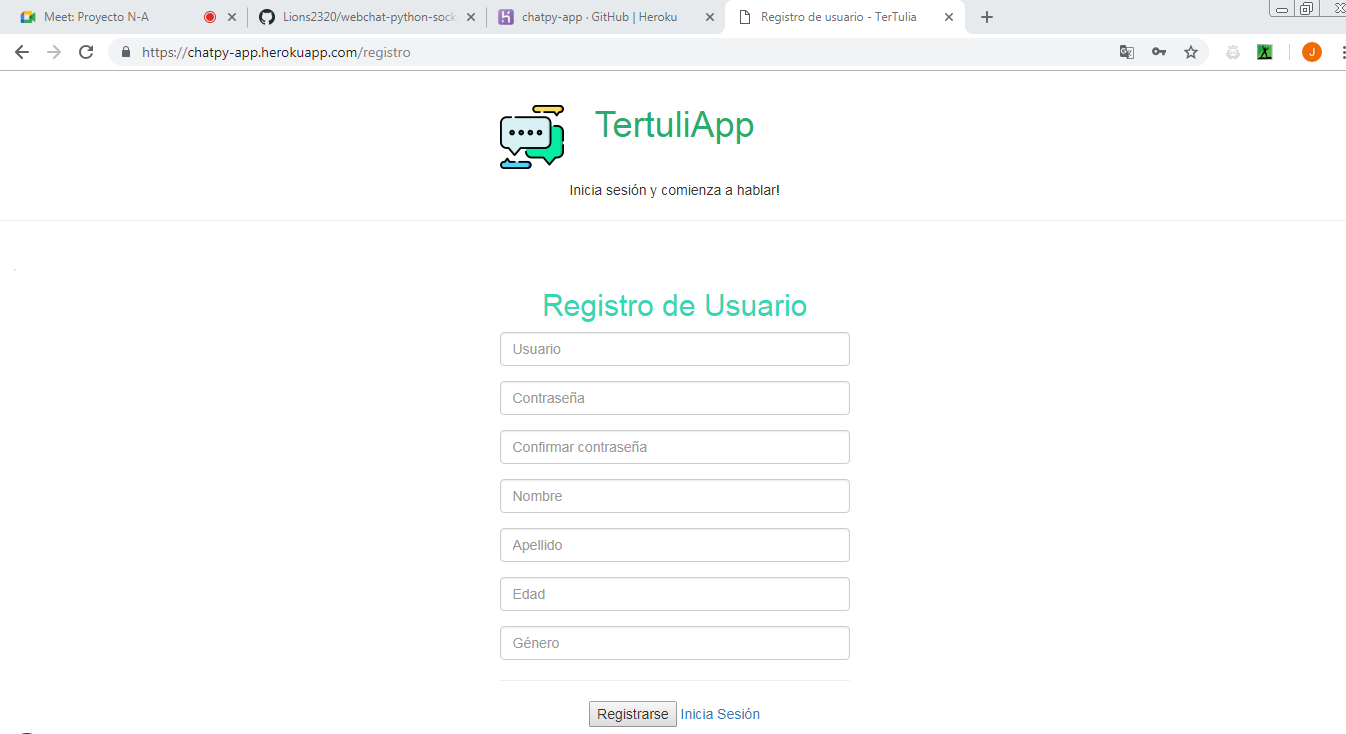 Meet: Proyecto N-A
Lions2320/webchat-python-sock
chatpy-app · GitHub | Heroku
Registro de usuario - TerTulia
https://chatpy-app.herokuapp.com/registro
J
TertuliApp
Inicia sesión y comienza a hablar!
Registro de Usuario
Usuario
Contraseña
Confirmar contraseña
Nombre
Apellido
Edad
Género
Registrarse Inicia Sesión